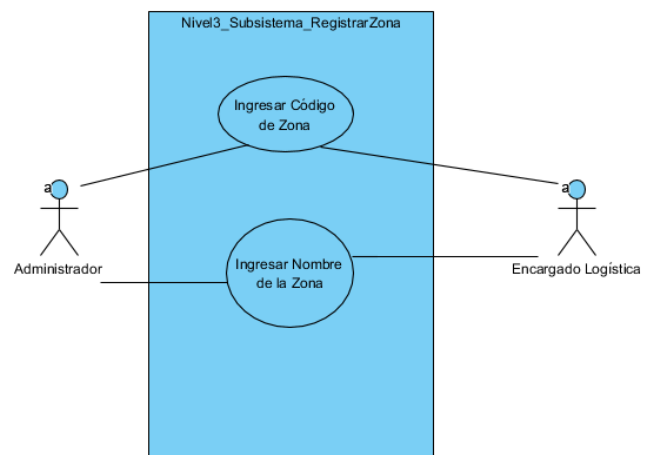 Nivel3_Subsistema_RegistrarZona
Ingresar Código
de Zona
a
a
Administrador
Ingresar Nombre
de la Zona
Encargado Logística